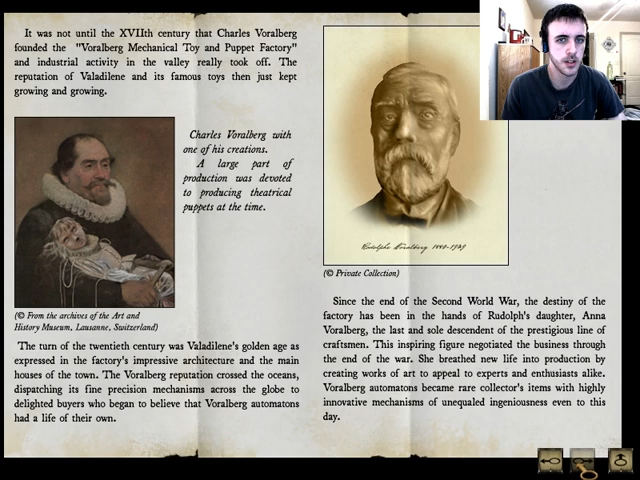 It was not until the XVIIth century that Charles Voralberg
founded the "Voralberg Mechanical Toy and Puppet Factory"
and industrial activity in the valley really took off. The
reputation of Valadilene and its famous toys then just kept
growing and growing.
Charles Voralberg with
one of his creations.
A large part of
production was devoted
to producing theatrical
puppets at the time.
(© From the archives of the Art and
History Museum, Lausanne, Switzerland)
The turn of the twentieth century was Valadilene's golden age as
expressed in the factory's impressive architecture and the main
houses of the town. The Voralberg reputation crossed the oceans,
dispatching its fine precision mechanisms across the globe to
delighted buyers who began to believe that Voralberg automatons
had a life of their own.
(© Private Collection)
Since the end of the Second World War, the destiny of the
factory has been in the hands of Rudolph's daughter, Anna
Voralberg, the last and sole descendent of the prestigious line of
craftsmen. This inspiring figure negotiated the business through
the end of the war. She breathed new life into production by
creating works of art to appeal to experts and enthusiasts alike.
Voralberg automatons became rare collector's items with highly
innovative mechanisms of unequaled ingeniousness even to this
day.